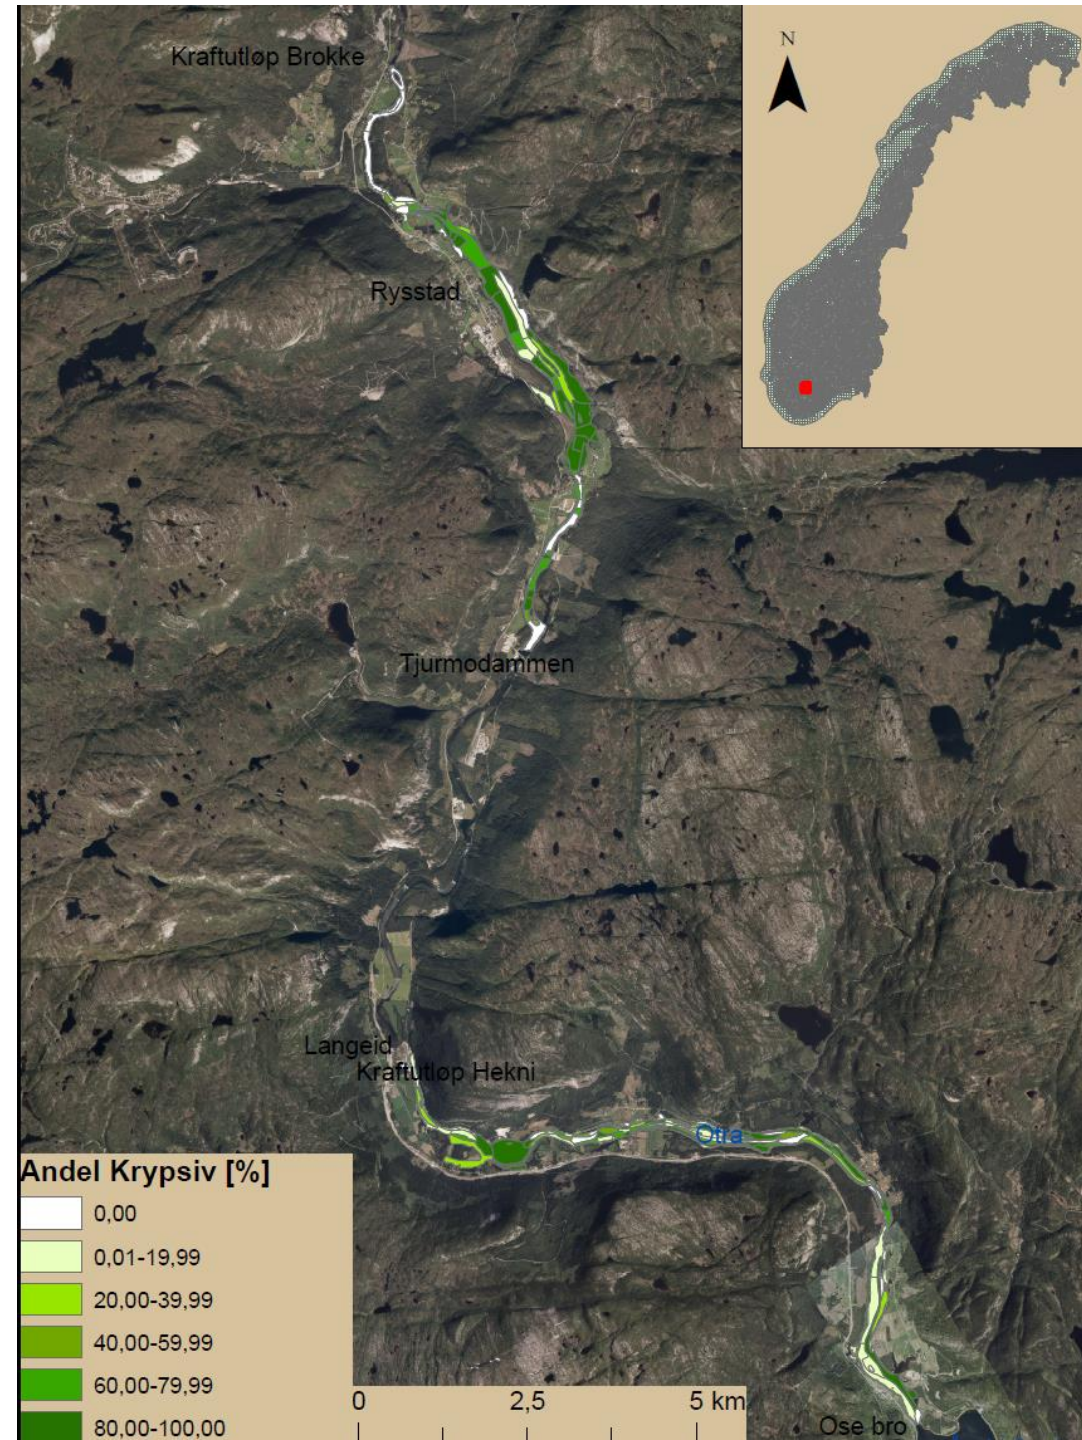 Kraftutløp Brokke
N
Rysstad
Tjurmodammen
Langeid
Kraftutløp Hekni
Otra
Andel Krypsiv [%]
0,00
0,01-19,99
20,00-39,99
40,00-59,99
60,00-79,99
80,00-100,00
0 2,5 5 km
Ose bro